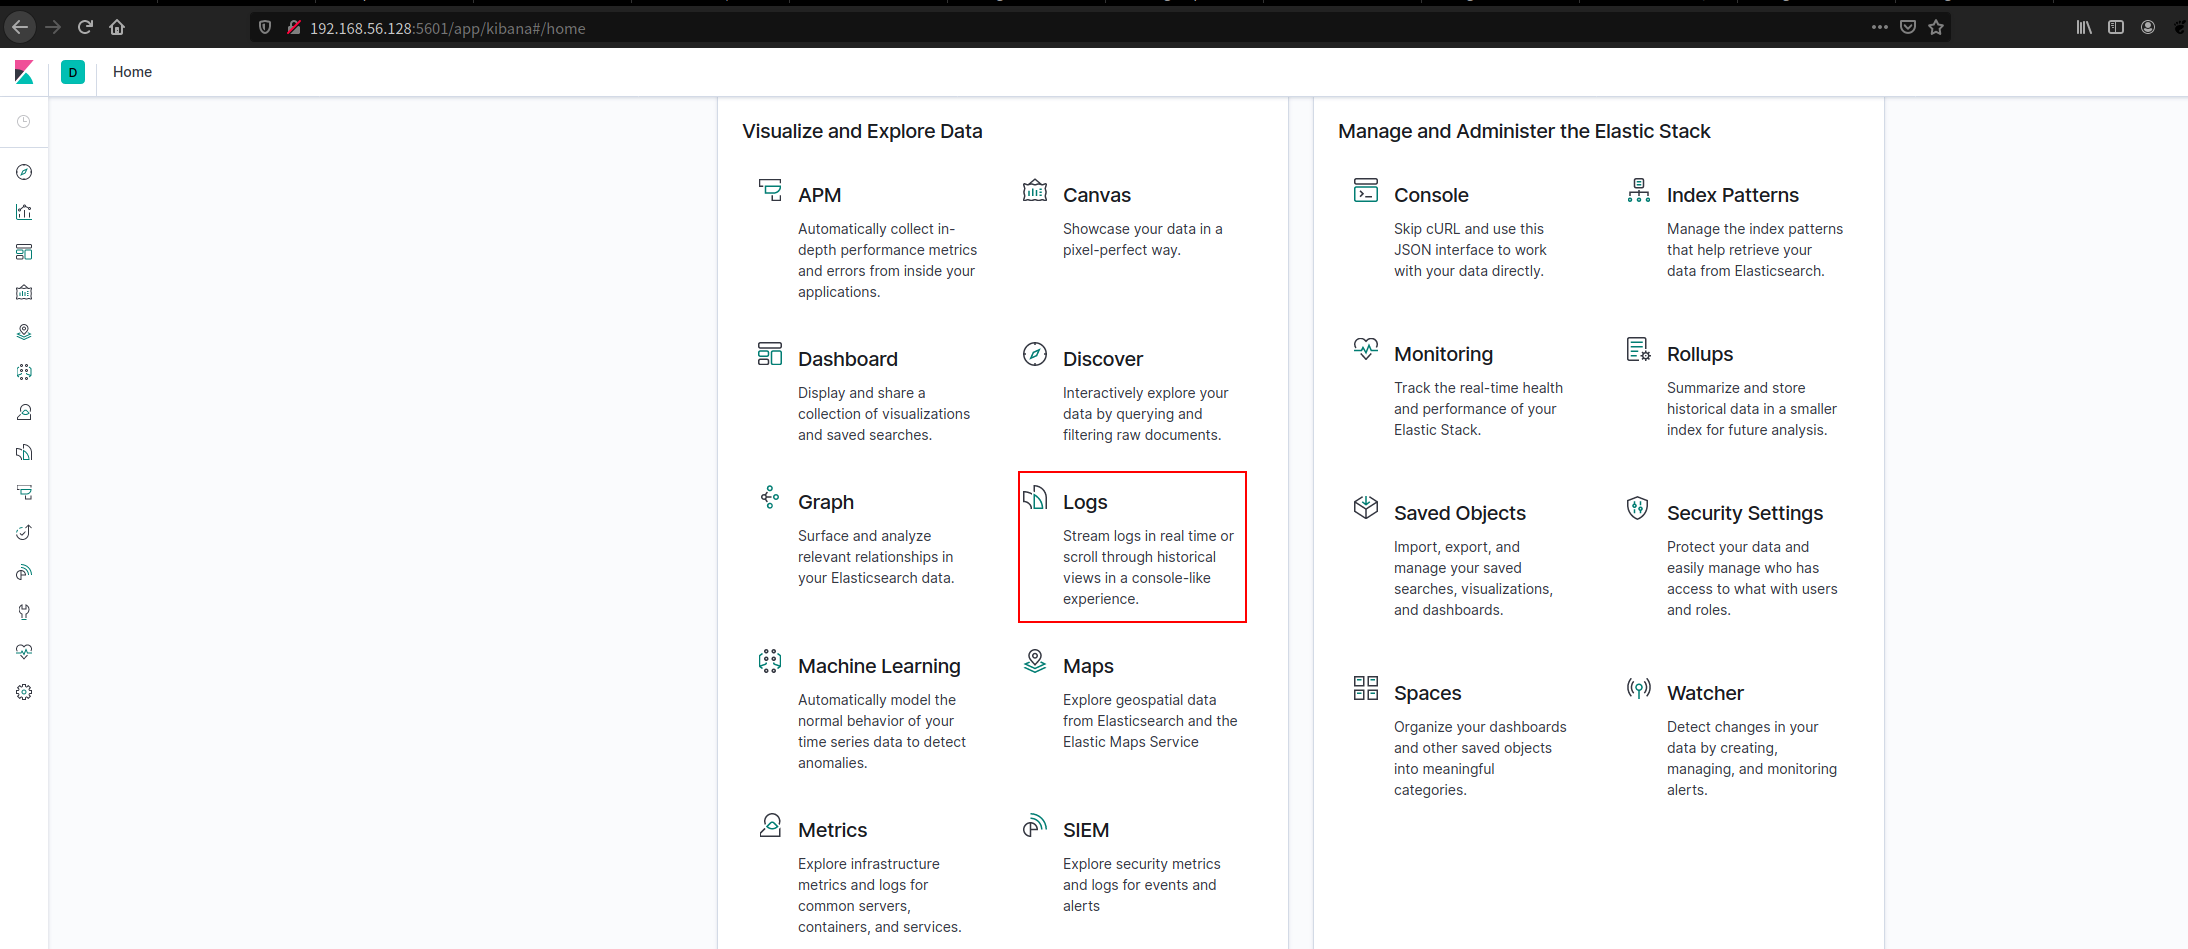 192.168.56.128:5601/app/kibana#/home
D
Home
Visualize and Explore Data
APM
Automatically collect in-
depth performance metrics
and errors from inside your
applications.
Canvas
Showcase your data in a
pixel-perfect way.
Dashboard
Display and share a
collection of visualizations
and saved searches.
Discover
Interactively explore your
data by querying and
filtering raw documents.
Graph
Surface and analyze
relevant relationships in
your Elasticsearch data.
Logs
Stream logs in real time or
scroll through historical
views in a console-like
experience.
Machine Learning
Automatically model the
normal behavior of your
time series data to detect
anomalies.
Maps
Explore geospatial data
from Elasticsearch and the
Elastic Maps Service
Metrics
Explore infrastructure
metrics and logs for
common servers,
containers, and services.
SIEM
Explore security metrics
and logs for events and
alerts
Manage and Administer the Elastic Stack
Console
Skip cURL and use this
JSON interface to work
with your data directly.
Index Patterns
Manage the index patterns
that help retrieve your
data from Elasticsearch.
Monitoring
Track the real-time health
and performance of your
Elastic Stack.
Rollups
Summarize and store
historical data in a smaller
index for future analysis.
Saved Objects
Import, export, and
manage your saved
searches, visualizations,
and dashboards.
Security Settings
Protect your data and
easily manage who has
access to what with users
and roles.
Spaces
Organize your dashboards
and other saved objects
into meaningful
categories.
Watcher
Detect changes in your
data by creating,
managing, and monitoring
alerts.